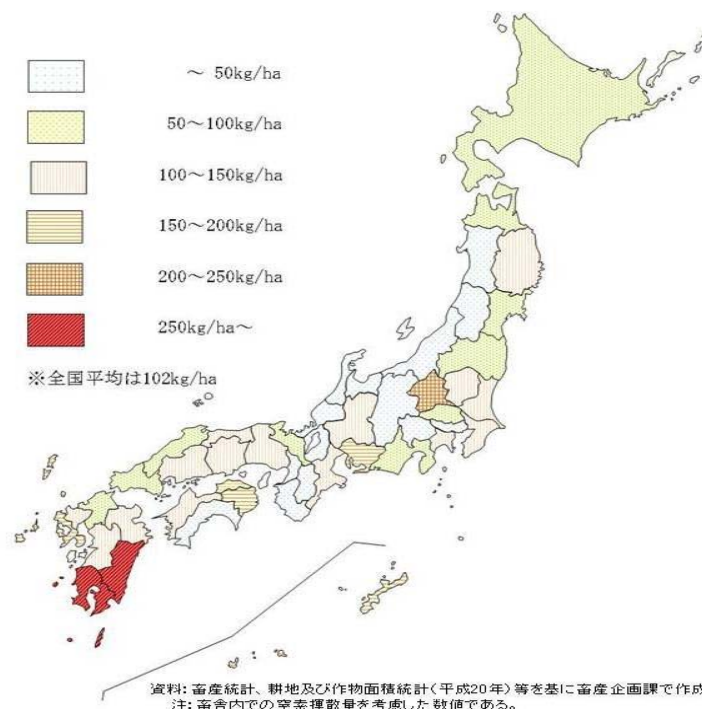 ～ 50kg/ha
50～100kg/ha
100～150kg/ha
150～200kg/ha
200～250kg/ha
250kg/ha～
※全国平均は102kg/ha
資料: 畜産統計、耕地及び作物面積統計(平成20年)等を基に畜産企画課で作成
注: 畜舎内での窒素揮散量を考慮した数値である。